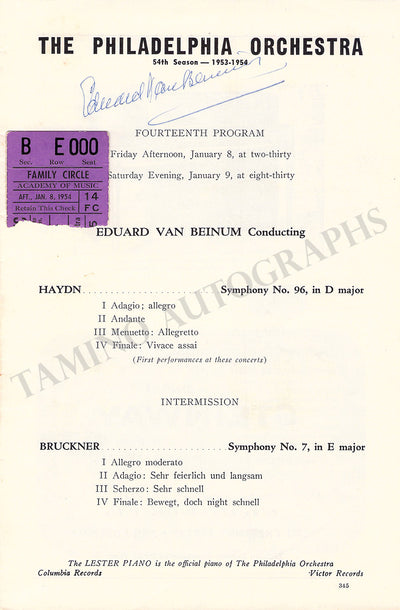 THE PHILADELPHIA ORCHESTRA
54th Season — 1953-1954
Eduard van Beinum
FOURTEENTH PROGRAM
Friday Afternoon, January 8, at two-thirty
Saturday Evening, January 9, at eight-thirty
B E 000
Sec. Row Seat
FAMILY CIRCLE
ACADEMY OF MUSIC
AFT., JAN. 8, 1954 14
Retain This Check FC
EDUARD VAN BEINUM Conducting
TAMINO AUTOGRAPHS
HAYDN Symphony No. 96, in D major
I Adagio; allegro
II Andante
III Menuetto: Allegretto
IV Finale: Vivace assai
(First performances at these concerts)
INTERMISSION
BRUCKNER Symphony No. 7, in E major
I Allegro moderato
II Adagio: Sehr feierlich und langsam
III Scherzo: Sehr schnell
IV Finale: Bewegt, doch night schnell
The LESTER PIANO is the official piano of The Philadelphia Orchestra
Columbia Records Victor Records
345